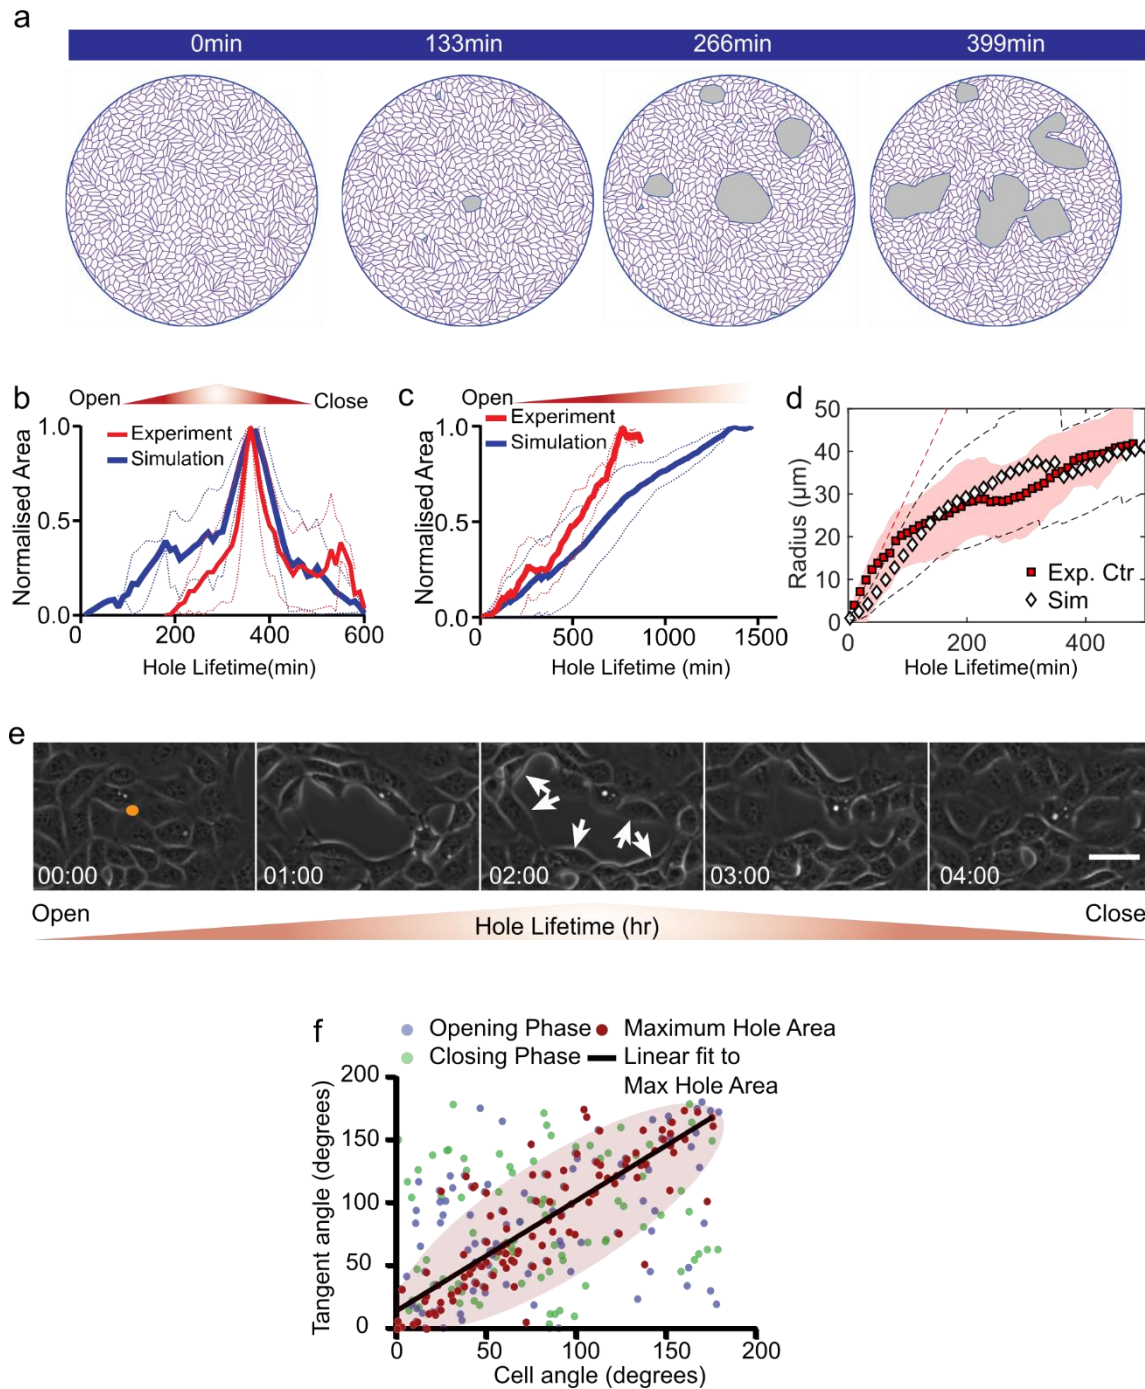 a
0min 133min 266min 399min
b
Open Close
Experiment
Simulation
Normalised Area
1.0
0.5
0.0
0 200 400 600
Hole Lifetime(min)
c
Open
Experiment
Simulation
Normalised Area
1.0
0.5
0.0
0 500 1000 1500
Hole Lifetime (min)
d
Radius (µm)
50
40
30
20
10
0
Exp. Ctr
Sim
0 200 400
Hole Lifetime(min)
e
00:00 01:00 02:00 03:00 04:00
Open Close
Hole Lifetime (hr)
f
Opening Phase Maximum Hole Area
Closing Phase Linear fit to
Max Hole Area
Tangent angle (degrees)
200
150
100
50
0
0 50 100 150 200
Cell angle (degrees)